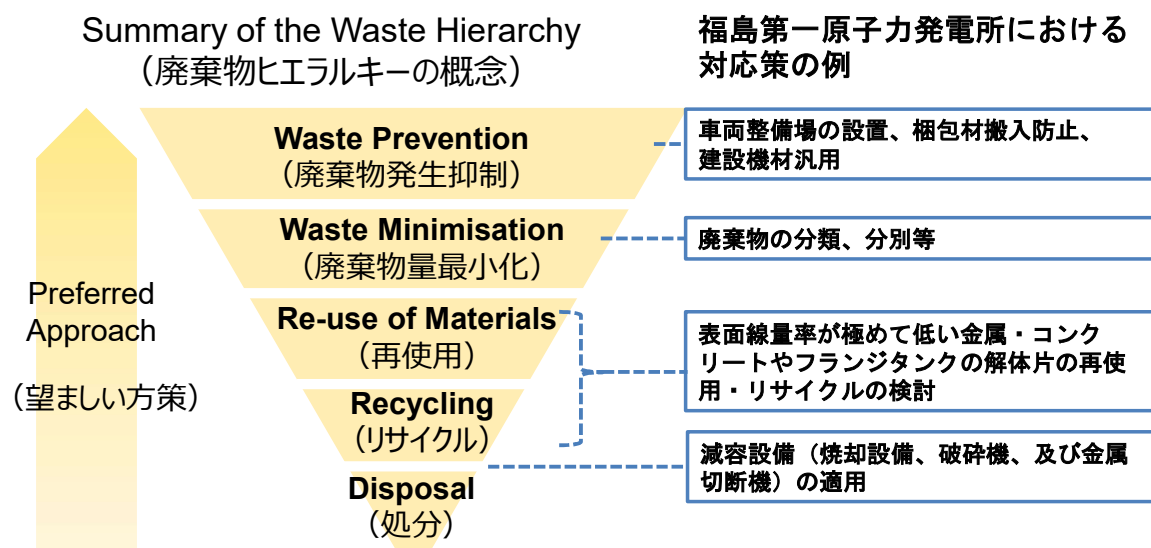 Summary of the Waste Hierarchy
（廃棄物ヒエラルキーの概念）
福島第一原子力発電所における
対応策の例
Preferred
Approach
（望ましい方策）
Waste Prevention
（廃棄物発生抑制）
車両整備場の設置、梱包材搬入防止、
建設機材汎用
Waste Minimisation
（廃棄物量最小化）
廃棄物の分類、分別等
Re-use of Materials
（再使用）
Recycling
（リサイクル）
表面線量率が極めて低い金属・コンク
リートやフランジタンクの解体片の再使
用・リサイクルの検討
減容設備（焼却設備、破砕機、及び金属
切断機）の適用
Disposal
（処分）